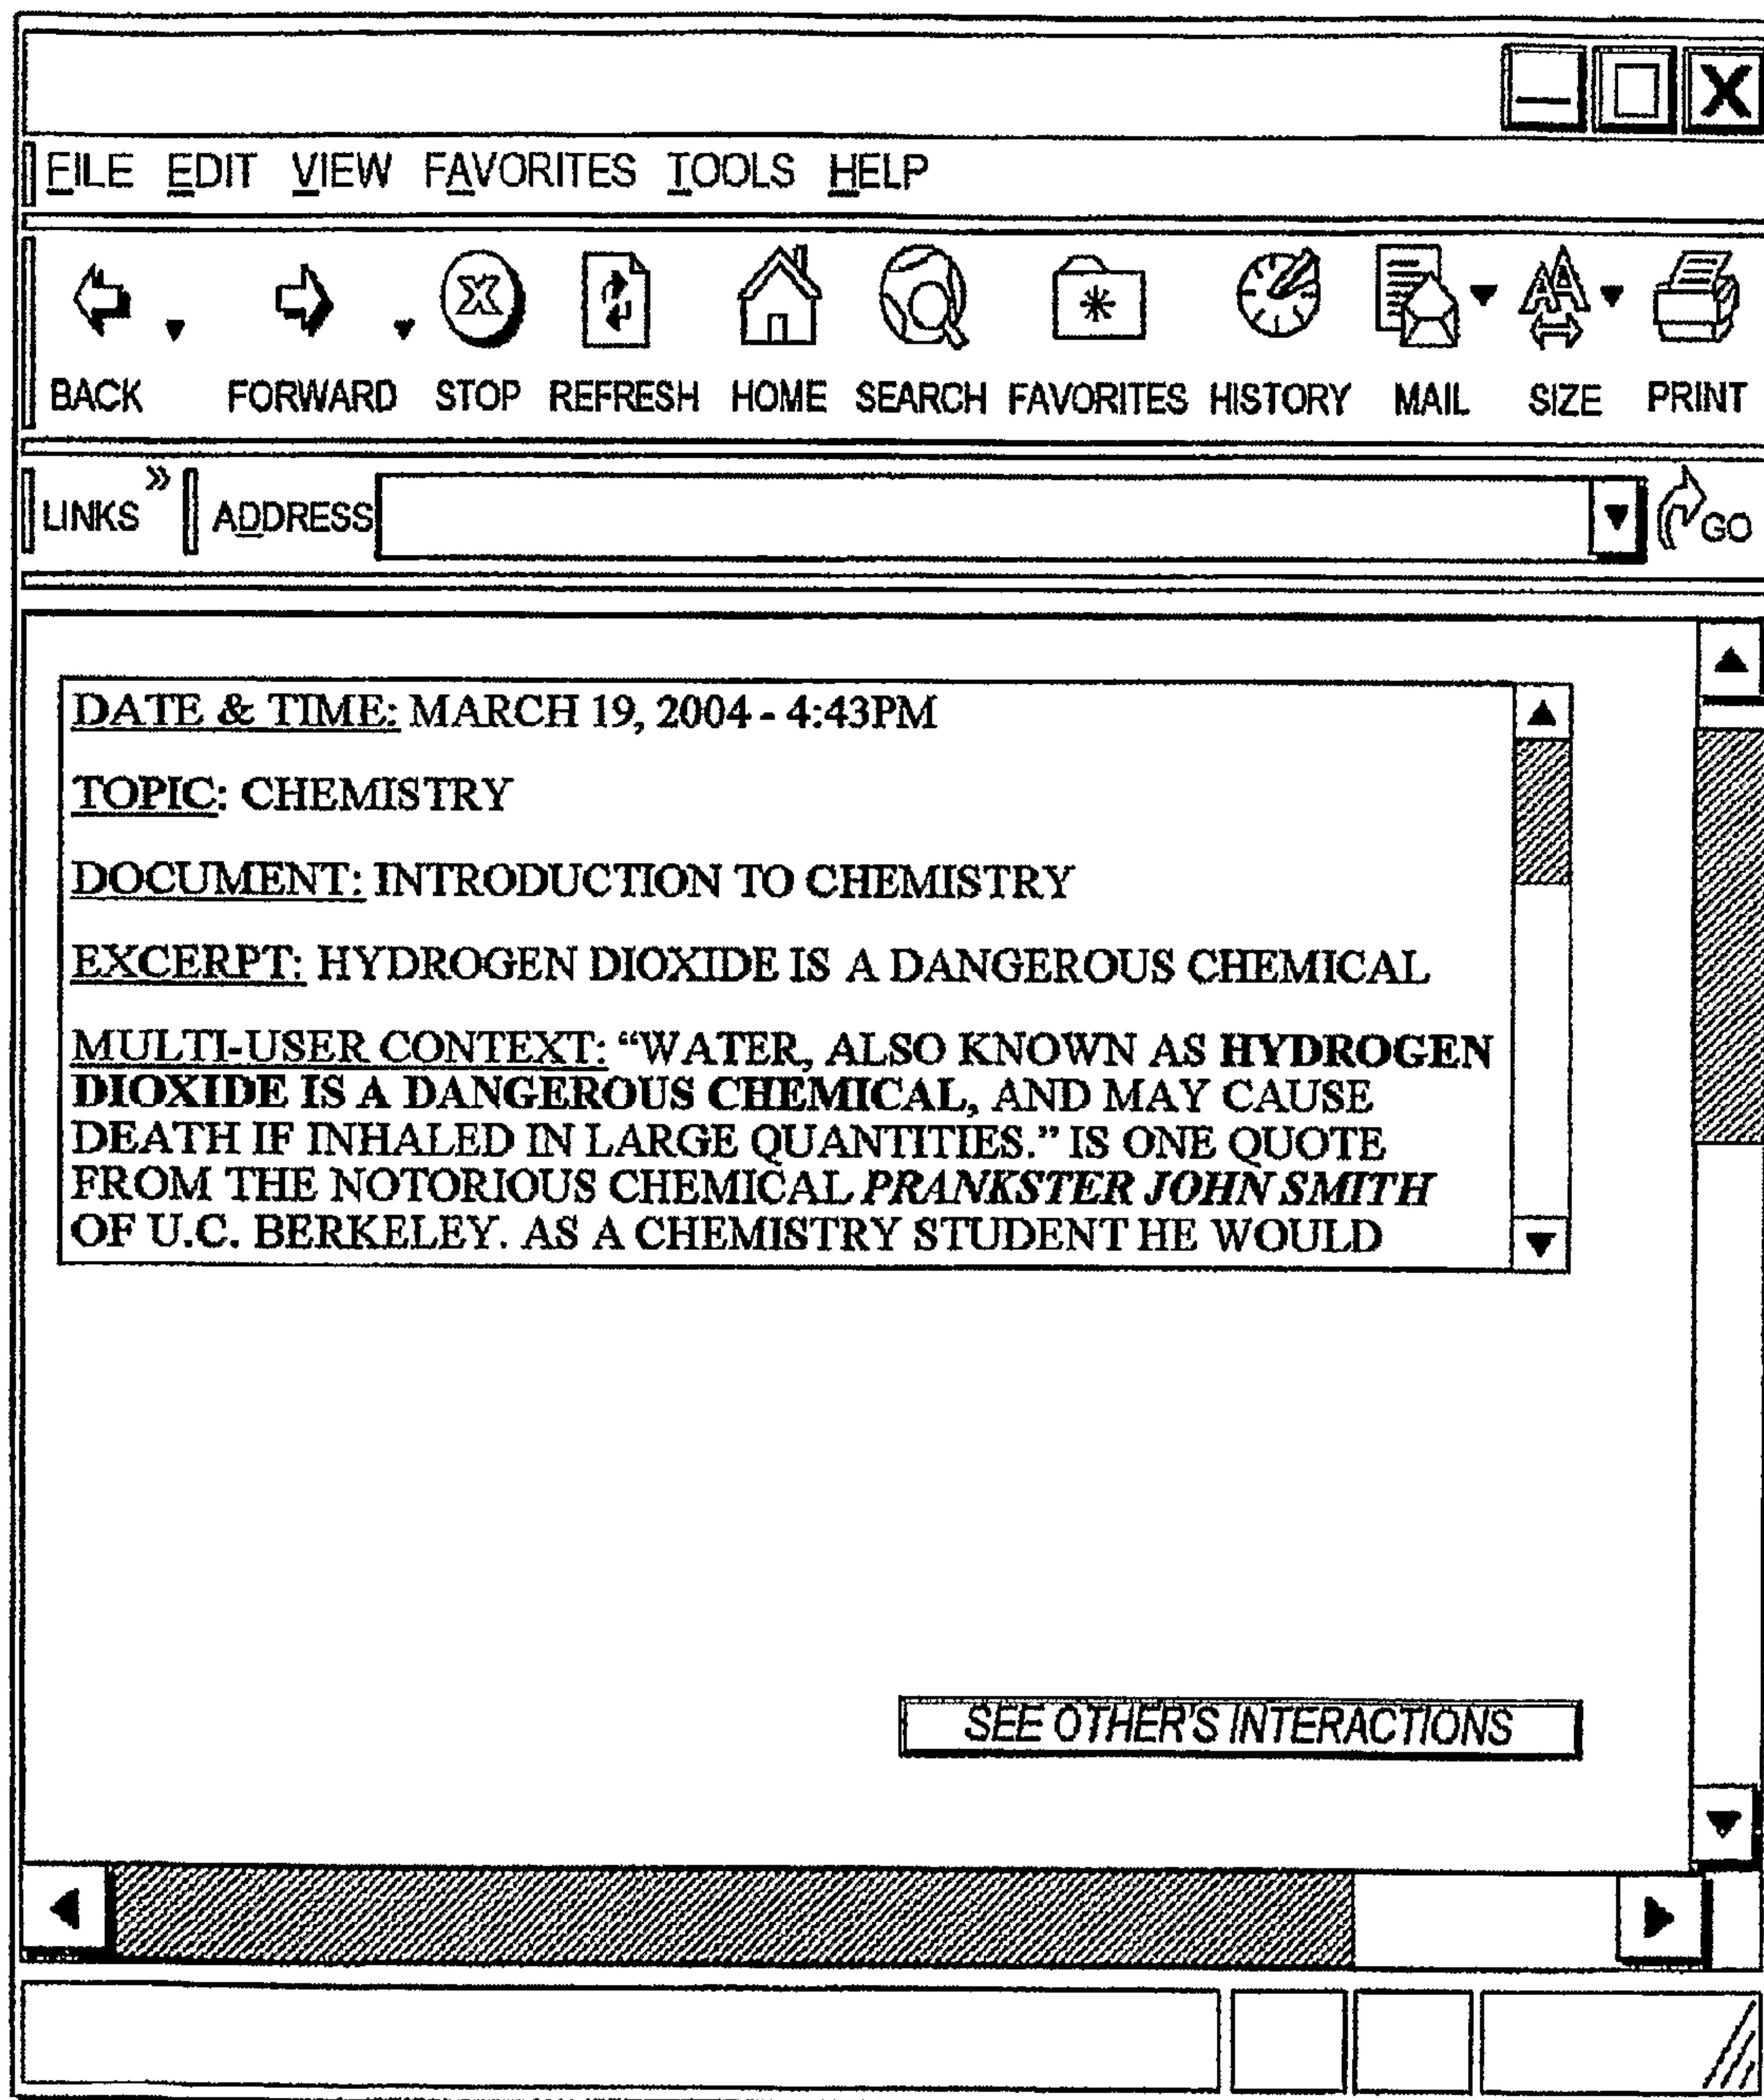 FILE EDIT VIEW FAVORITES TOOLS HELP
BACK FORWARD STOP REFRESH HOME SEARCH FAVORITES HISTORY MAIL SIZE PRINT
LINKS » ADDRESS GO
DATE & TIME: MARCH 19, 2004 - 4:43PM
TOPIC: CHEMISTRY
DOCUMENT: INTRODUCTION TO CHEMISTRY
EXCERPT: HYDROGEN DIOXIDE IS A DANGEROUS CHEMICAL
MULTI-USER CONTEXT: “WATER, ALSO KNOWN AS HYDROGEN
DIOXIDE IS A DANGEROUS CHEMICAL, AND MAY CAUSE
DEATH IF INHALED IN LARGE QUANTITIES.” IS ONE QUOTE
FROM THE NOTORIOUS CHEMICAL PRANKSTER JOHN SMITH
OF U.C. BERKELEY. AS A CHEMISTRY STUDENT HE WOULD
SEE OTHER'S INTERACTIONS